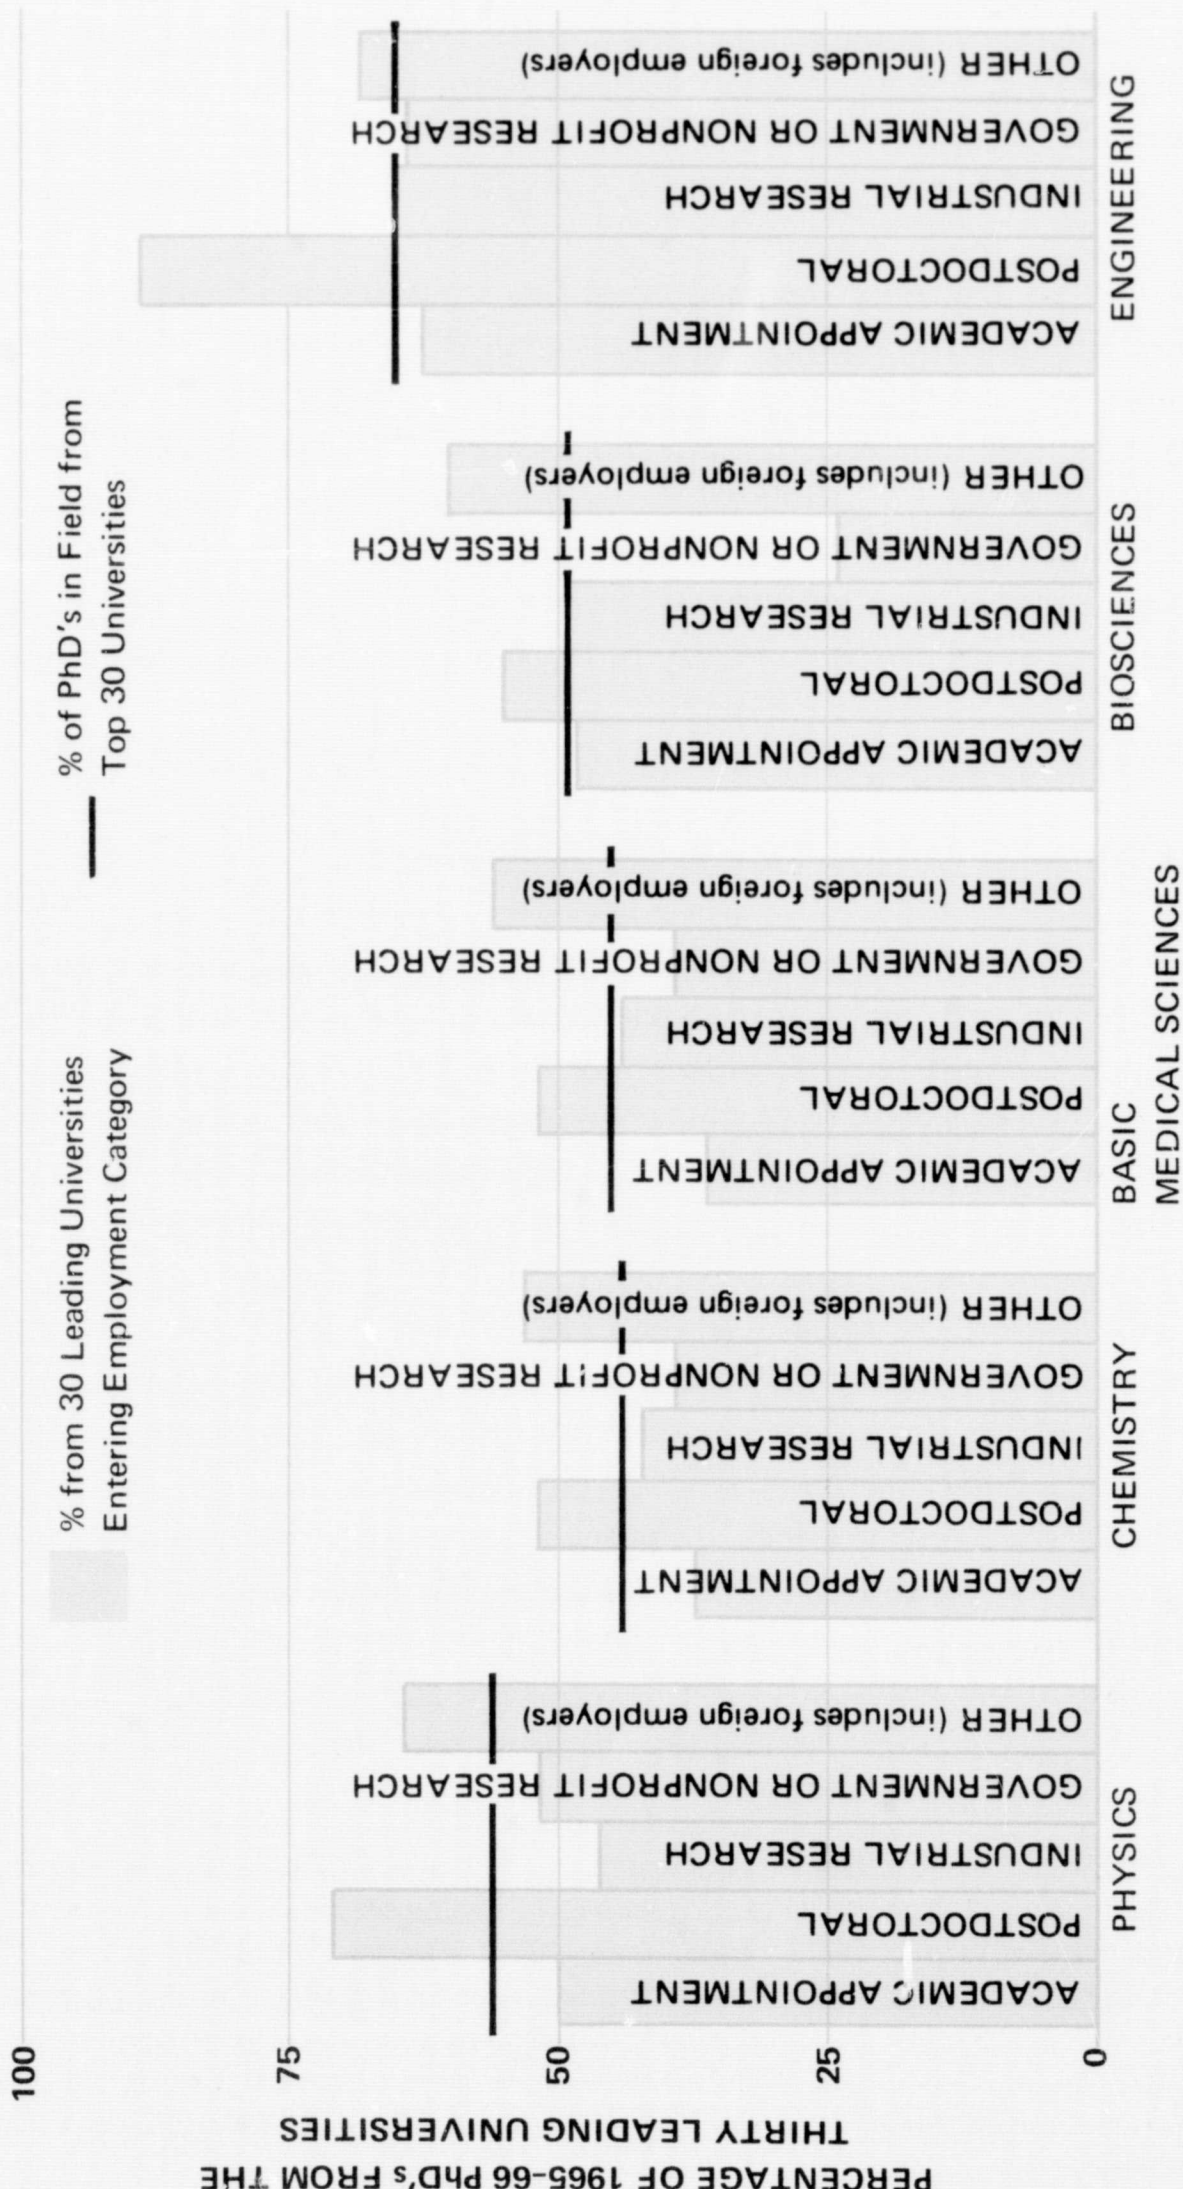 PERCENTAGE OF 1965-66 PhD's FROM THE
THIRTY LEADING UNIVERSITIES
100
75
50
25
0
% from 30 Leading Universities
Entering Employment Category
% of PhD's in Field from
Top 30 Universities
ACADEMIC APPOINTMENT
POSTDOCTORAL
INDUSTRIAL RESEARCH
GOVERNMENT OR NONPROFIT RESEARCH
OTHER (includes foreign employers)
PHYSICS
ACADEMIC APPOINTMENT
POSTDOCTORAL
INDUSTRIAL RESEARCH
GOVERNMENT OR NONPROFIT RESEARCH
OTHER (includes foreign employers)
CHEMISTRY
ACADEMIC APPOINTMENT
POSTDOCTORAL
INDUSTRIAL RESEARCH
GOVERNMENT OR NONPROFIT RESEARCH
OTHER (includes foreign employers)
BASIC
MEDICAL SCIENCES
ACADEMIC APPOINTMENT
POSTDOCTORAL
INDUSTRIAL RESEARCH
GOVERNMENT OR NONPROFIT RESEARCH
OTHER (includes foreign employers)
BIOSCIENCES
ACADEMIC APPOINTMENT
POSTDOCTORAL
INDUSTRIAL RESEARCH
GOVERNMENT OR NONPROFIT RESEARCH
OTHER (includes foreign employers)
ENGINEERING